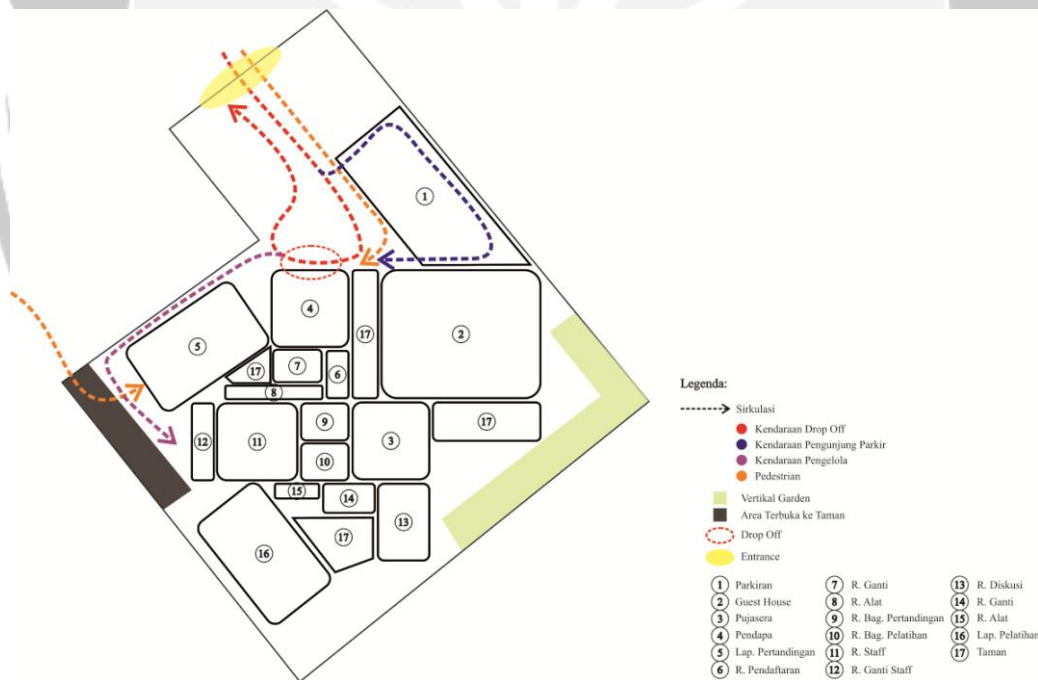 1
4
17
2
5
7
17
6
8
12
11
9
3
17
10
15
14
13
17
16
Legenda:
Sirkulasi
Kendaraan Drop Off
Kendaraan Pengunjung Parkir
Kendaraan Pengelola
Pedestrian
Vertikal Garden
Area Terbuka ke Taman
Drop Off
Entrance
1 Parkiran
2 Guest House
3 Pujasera
4 Pendapa
5 Lap. Pertandingan
6 R. Pendaftaran
7 R. Ganti
8 R. Alat
9 R. Bag. Pertandingan
10 R. Bag. Pelatihan
11 R. Staff
12 R. Ganti Staff
13 R. Diskusi
14 R. Ganti
15 R. Alat
16 Lap. Pelatihan
17 Taman